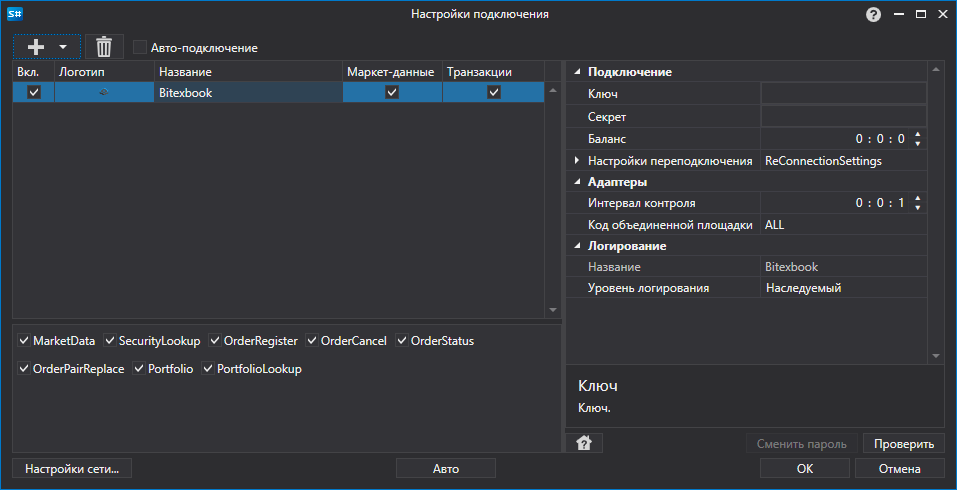 S#
Настройки подключения
?
Авто-подключение
Вкл. Логотип Название Маркет-данные Транзакции
Bitexbook
Подключение
Ключ
Секрет
Баланс 0 : 0 : 0
Настройки переподключения ReConnectionSettings
Адаптеры
Интервал контроля 0 : 0 : 1
Код объединенной площадки ALL
Логирование
Название Bitexbook
Уровень логирования Наследуемый
MarketData SecurityLookup OrderRegister OrderCancel OrderStatus
OrderPairReplace Portfolio PortfolioLookup
Ключ
Ключ.
?
Сменить пароль Проверить
Настройки сети... Авто OK Отмена